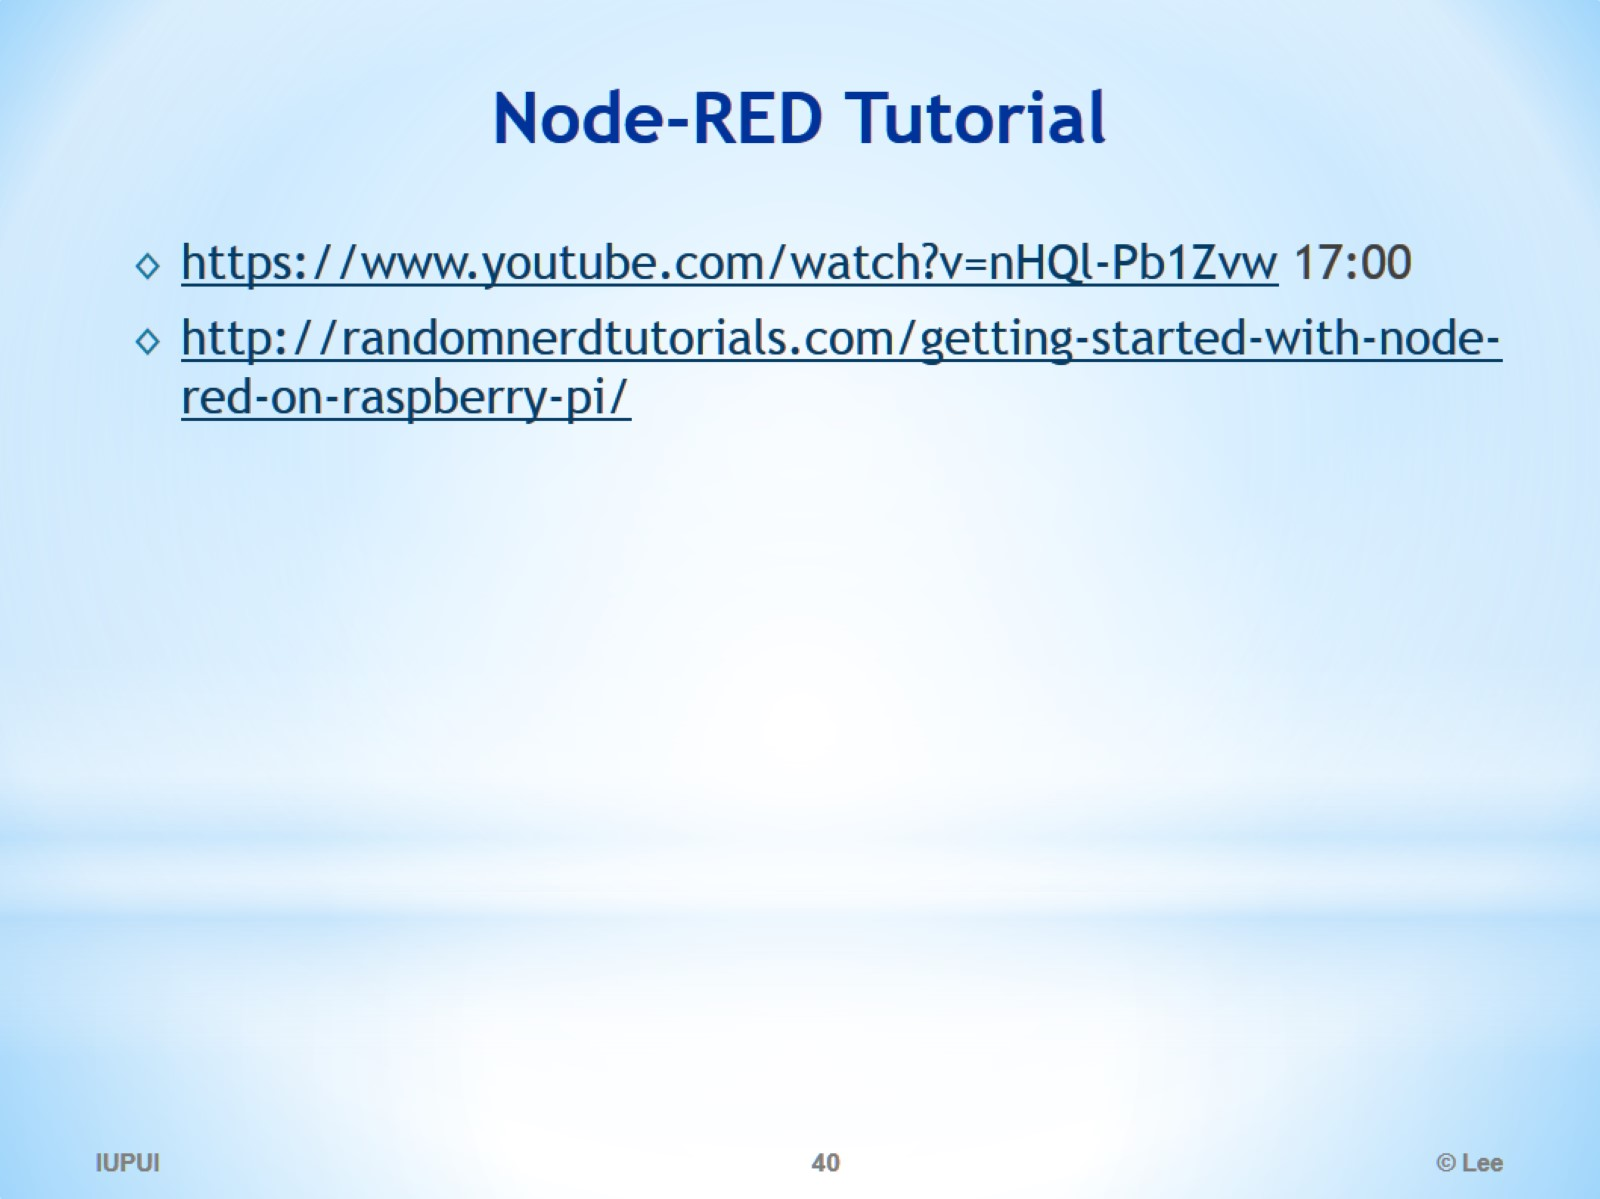 Node-RED Tutorial
◇ https://www.youtube.com/watch?v=nHQl-Pb1Zvw 17:00
◇ http://randomnerdtutorials.com/getting-started-with-node-
red-on-raspberry-pi/
IUPUI 40 © Lee